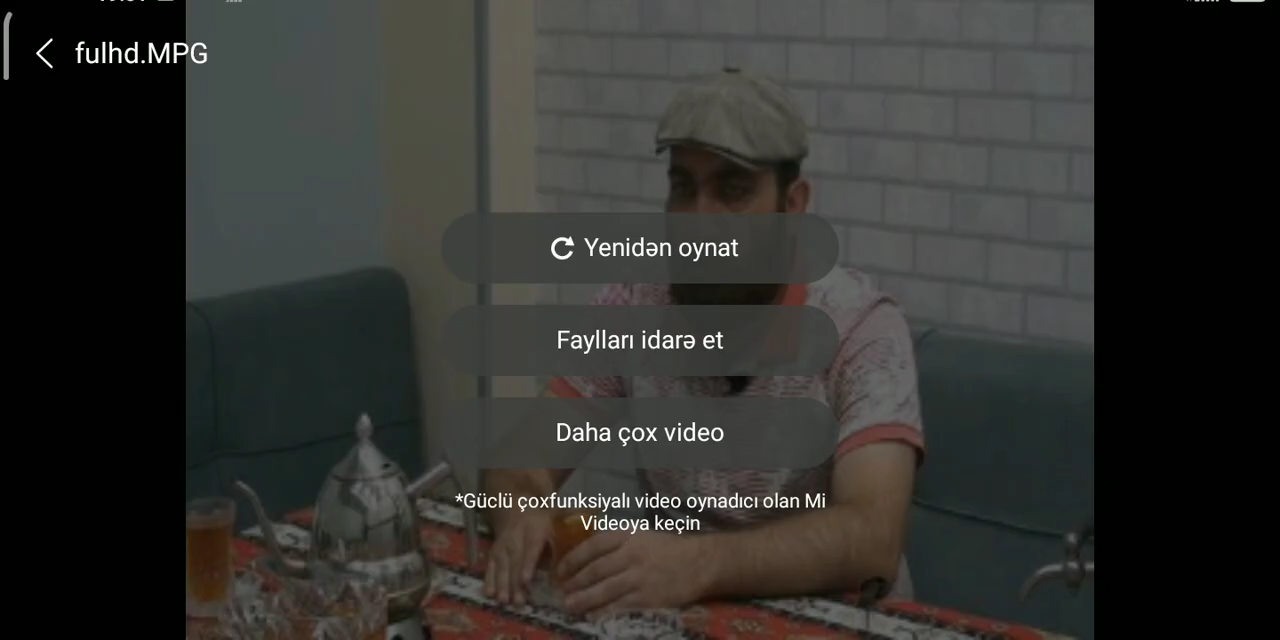 fulhd.MPG
Yenidən oynat
Faylları idarə et
Daha çox video
*Güclü çoxfunksiyalı video oynadıcı olan Mi
Videoya keçin